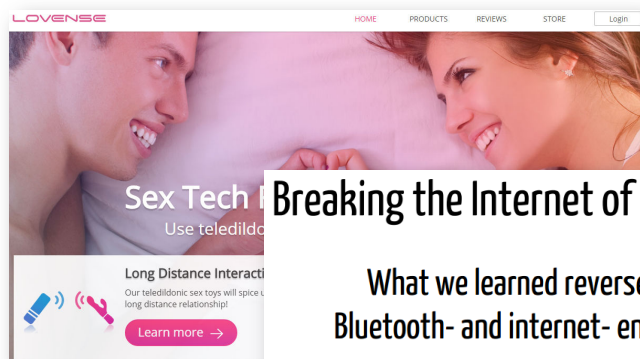 LOVENSE
HOME PRODUCTS REVIEWS STORE Login
Sex Tech
Use teledildo
Breaking the Internet of
What we learned reverse
Bluetooth- and internet- en
Long Distance Interacti
Our teledildonic sex toys will spice u
long distance relationship!
Learn more →